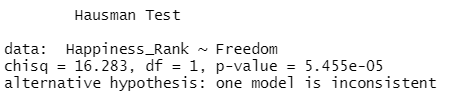 Hausman Test
data:  Happiness_Rank ~ Freedom
chisq = 16.283, df = 1, p-value = 5.455e-05
alternative hypothesis: one model is inconsistent